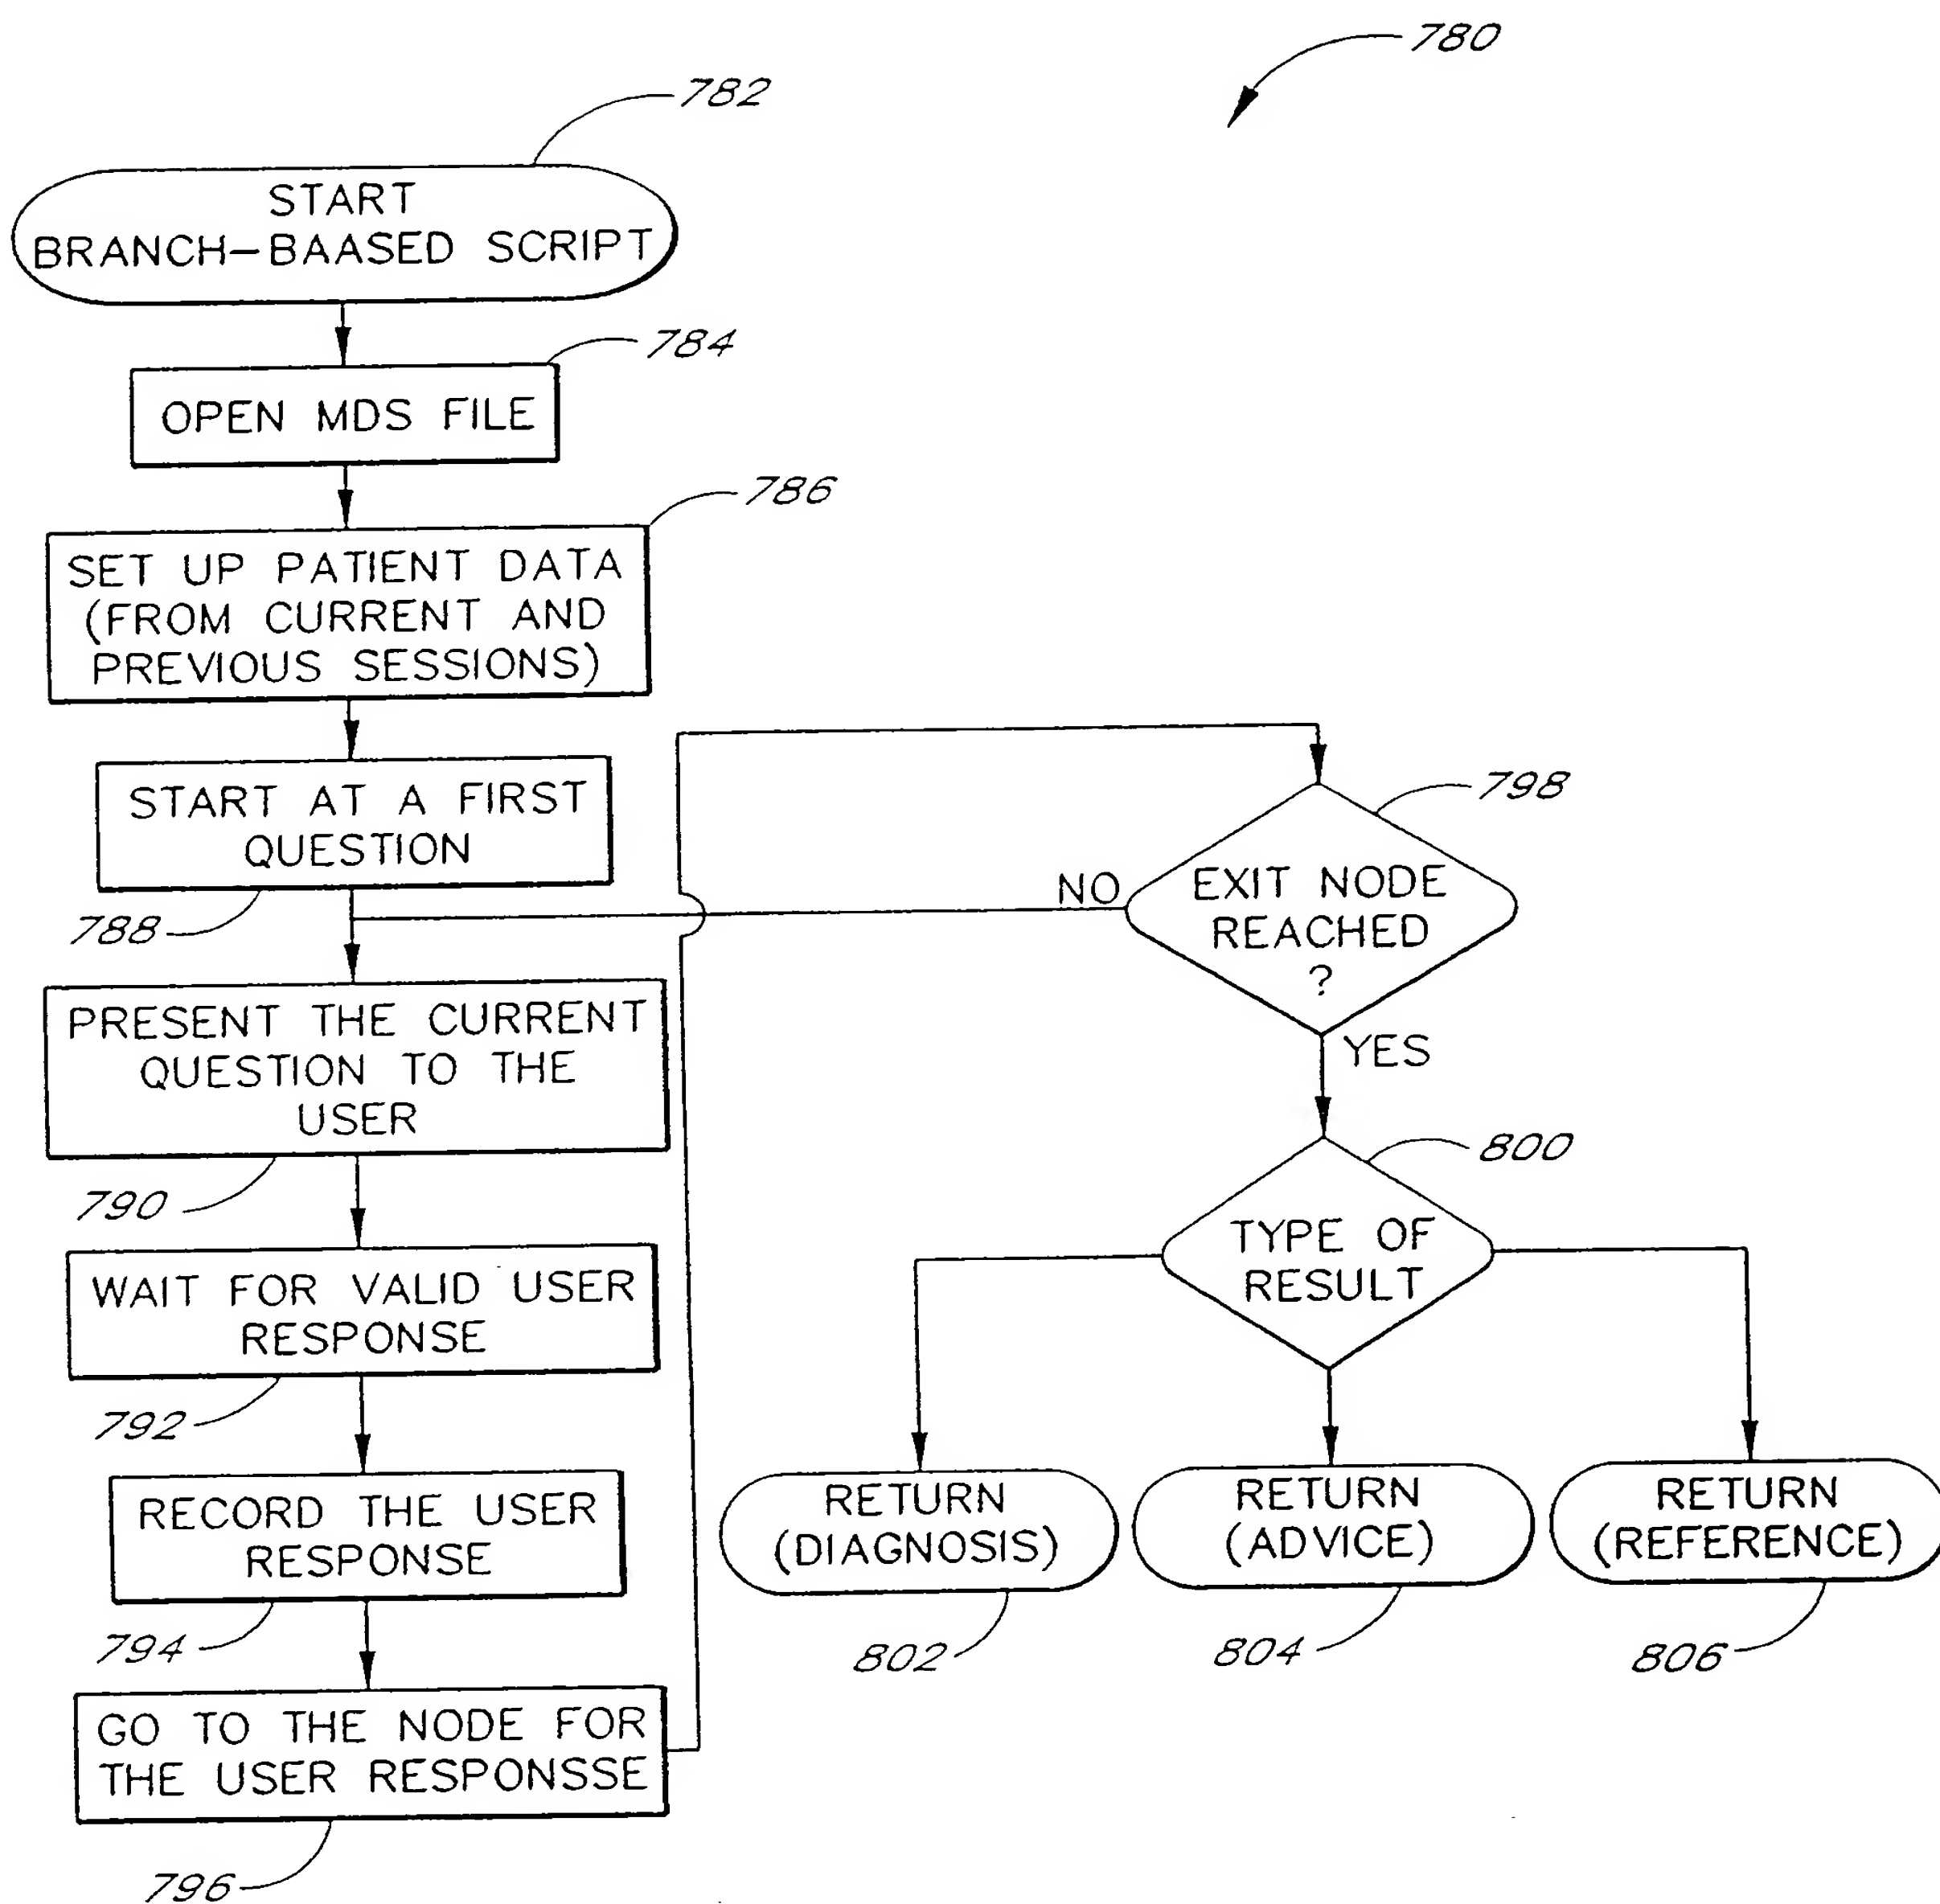 780
782
START
BRANCH-BAASED SCRIPT
784
OPEN MDS FILE
786
SET UP PATIENT DATA
(FROM CURRENT AND
PREVIOUS SESSIONS)
START AT A FIRST
QUESTION
788
PRESENT THE CURRENT
QUESTION TO THE
USER
790
WAIT FOR VALID USER
RESPONSE
792
RECORD THE USER
RESPONSE
794
GO TO THE NODE FOR
THE USER RESPONSSE
796
798
EXIT NODE
REACHED
?
NO
YES
800
TYPE OF
RESULT
RETURN
(DIAGNOSIS)
802
RETURN
(ADVICE)
804
RETURN
(REFERENCE)
806